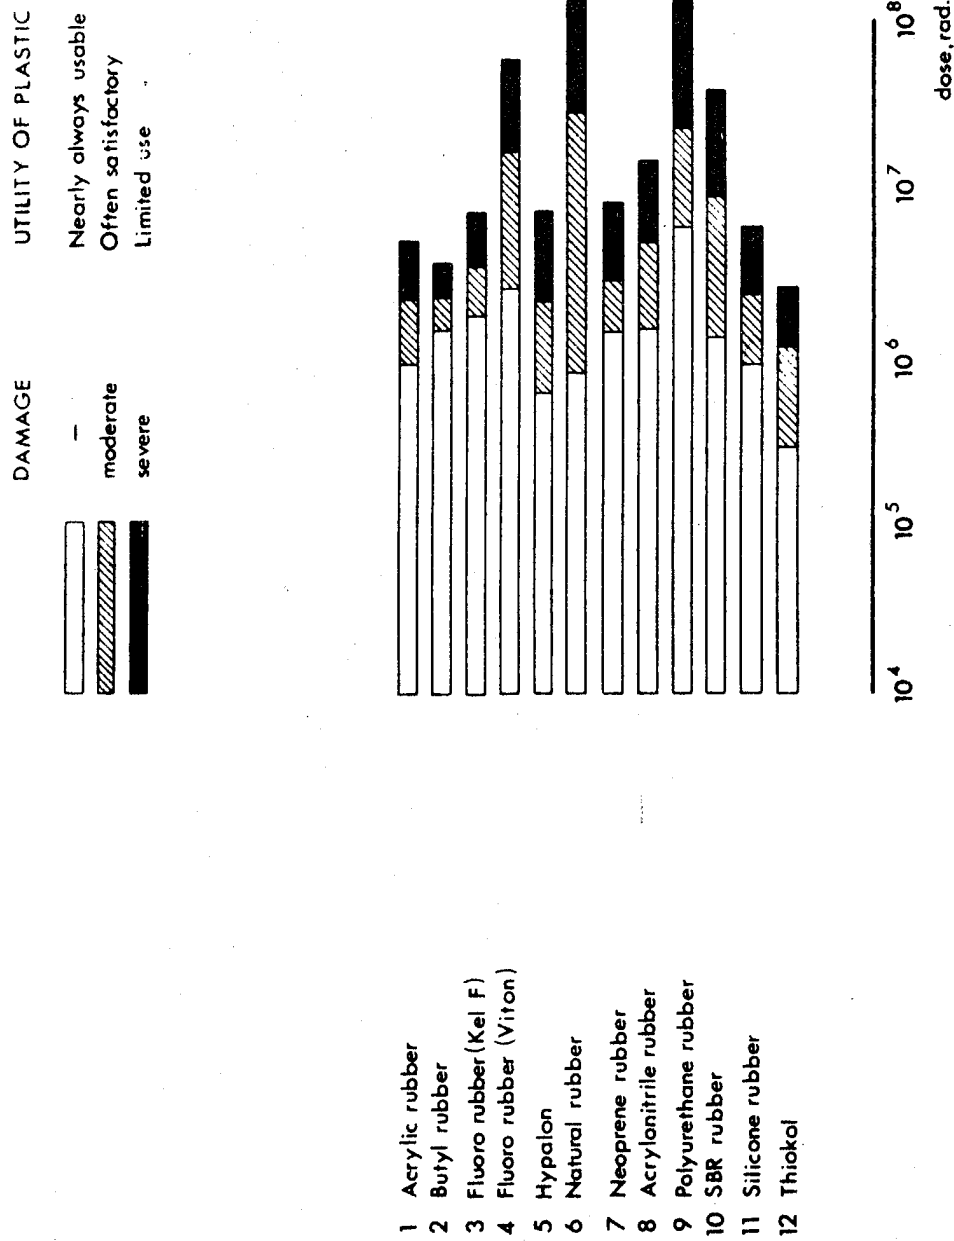 DAMAGE UTILITY OF PLASTIC
— Nearly always usable
moderate Often satisfactory
severe Limited use
1 Acrylic rubber
2 Butyl rubber
3 Fluoro rubber (Kel F)
4 Fluoro rubber (Viton)
5 Hypalon
6 Natural rubber
7 Neoprene rubber
8 Acrylonitrile rubber
9 Polyurethane rubber
10 SBR rubber
11 Silicone rubber
12 Thiokol
10⁴ 10⁵ 10⁶ 10⁷ 10⁸
dose, rad.